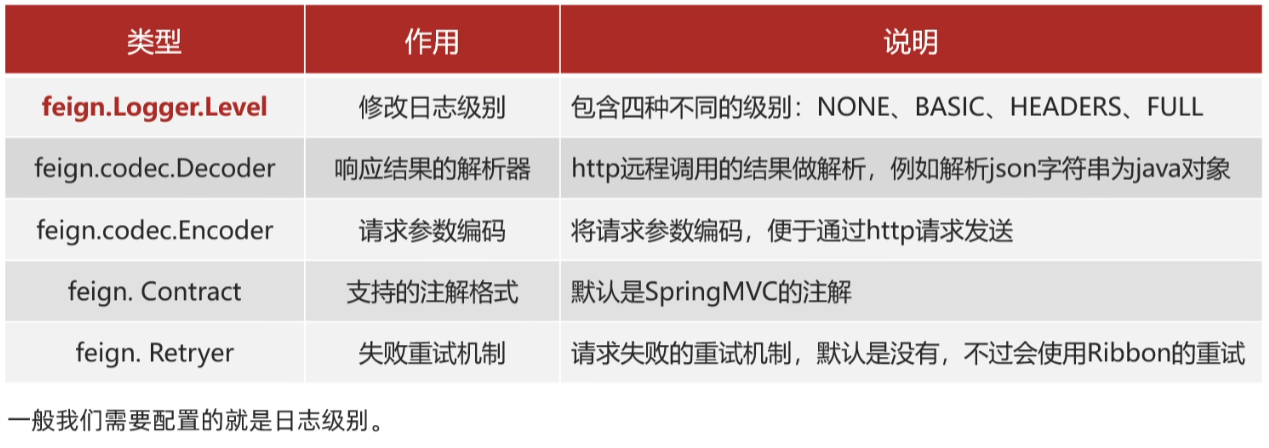 类型 作用 说明
feign.Logger.Level 修改日志级别 包含四种不同的级别：NONE、BASIC、HEADERS、FULL
feign.codec.Decoder 响应结果的解析器 http远程调用的结果做解析，例如解析json字符串为java对象
feign.codec.Encoder 请求参数编码 将请求参数编码，便于通过http请求发送
feign. Contract 支持的注解格式 默认是SpringMVC的注解
feign. Retryer 失败重试机制 请求失败的重试机制，默认是没有，不过会使用Ribbon的重试
一般我们需要配置的就是日志级别。